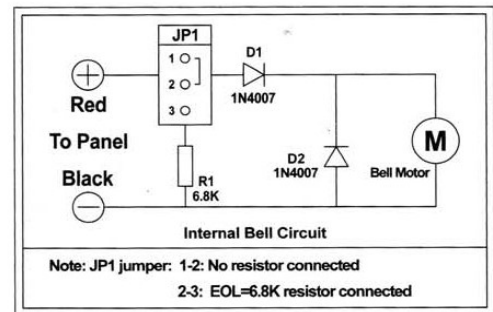 JP1
1
2
3
D1
1N4007
+
Red
To Panel
Black
−
R1
6.8K
D2
1N4007
M
Bell Motor
Internal Bell Circuit
Note: JP1 jumper: 1-2: No resistor connected
2-3: EOL=6.8K resistor connected